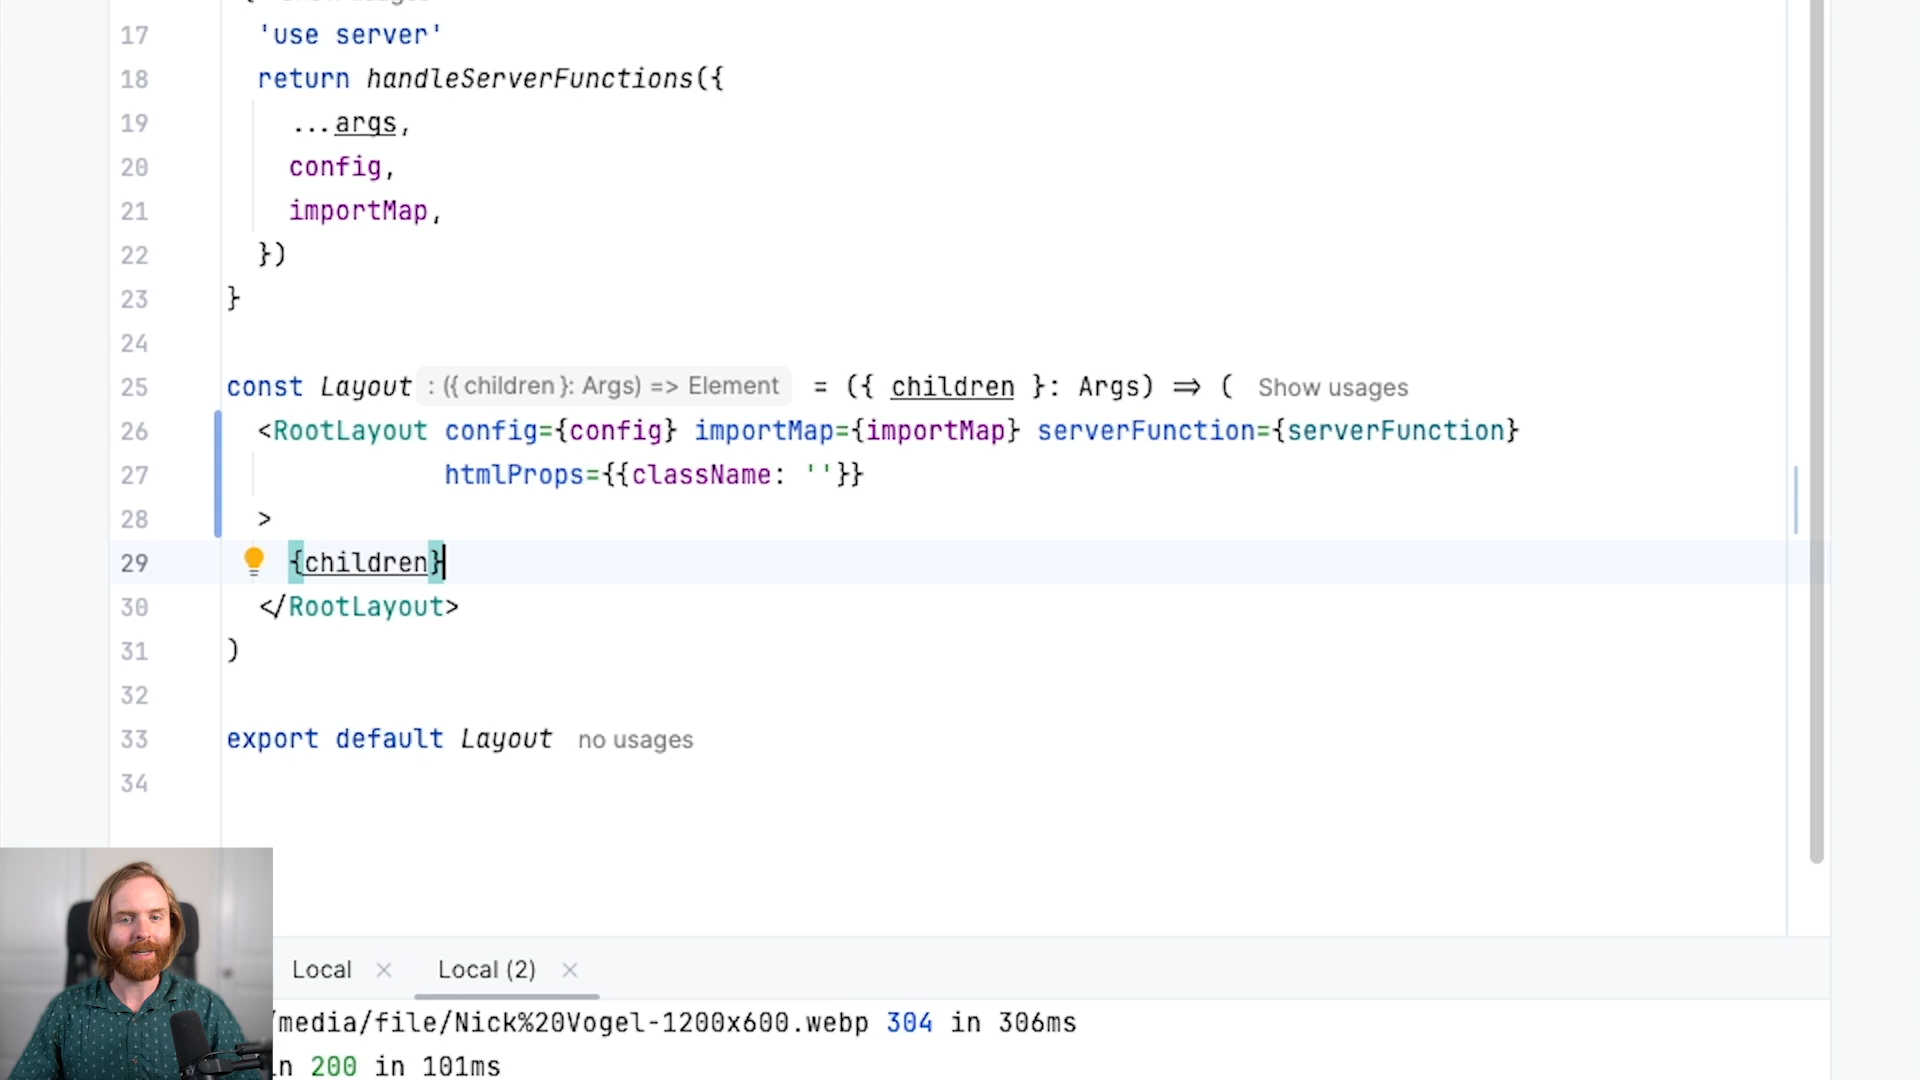 17 'use server'
18 return handleServerFunctions({
19 ...args,
20 config,
21 importMap,
22 })
23 }
24
25 const Layout : ({ children }: Args) => Element = ({ children }: Args) => ( Show usages
26 <RootLayout config={config} importMap={importMap} serverFunction={serverFunction}
27 htmlProps={{className: ''}}
28 >
29 {children}
30 </RootLayout>
31 )
32
33 export default Layout no usages
34
Local × Local (2) ×
/media/file/Nick%20Vogel-1200x600.webp 304 in 306ms
in 200 in 101ms